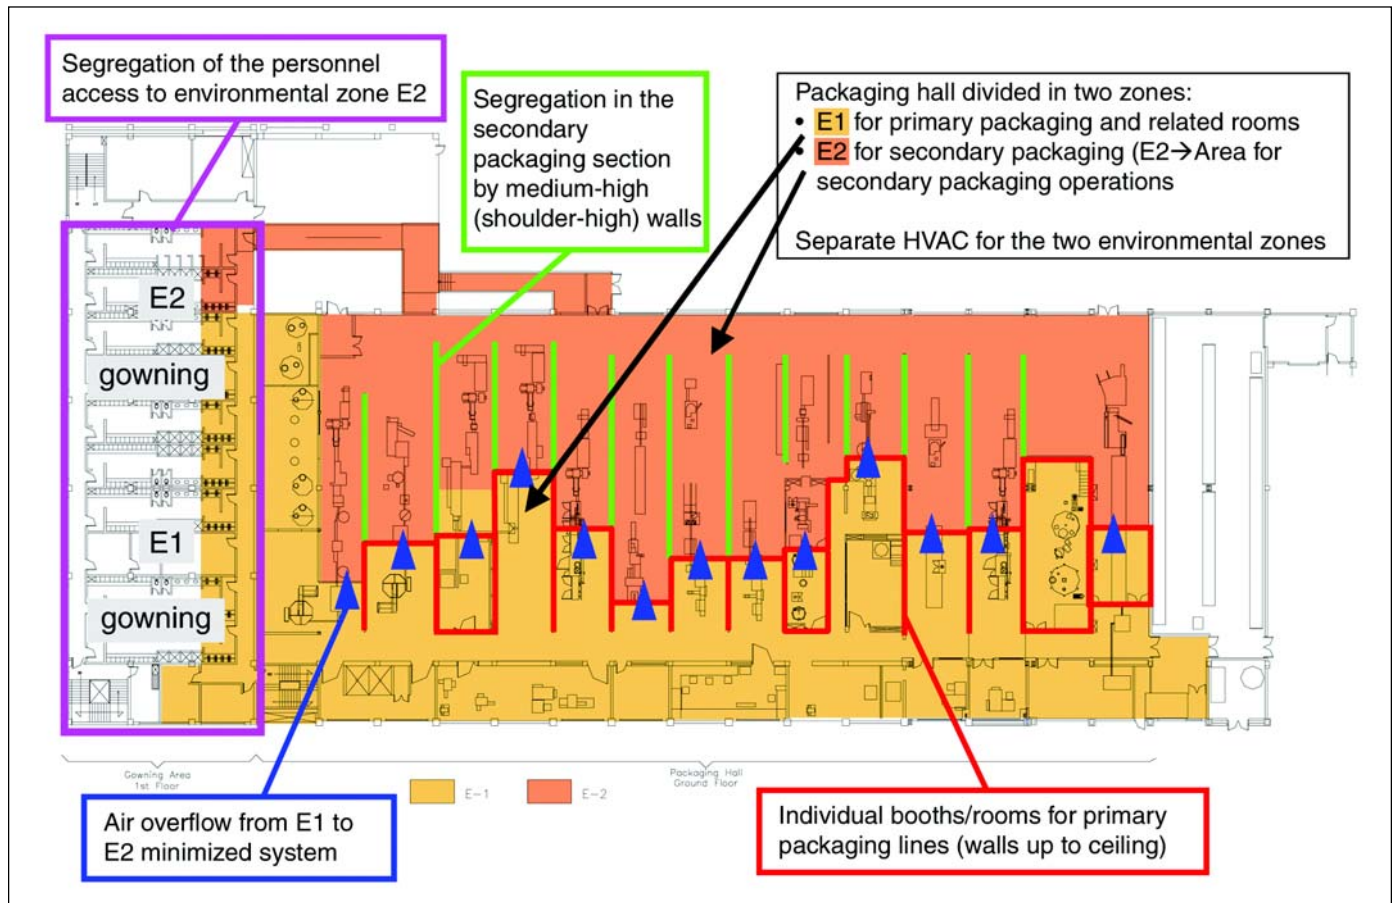 Segregation of the personnel
access to environmental zone E2
Segregation in the
secondary
packaging section
by medium-high
(shoulder-high) walls
Packaging hall divided in two zones:
• E1 for primary packaging and related rooms
• E2 for secondary packaging (E2→Area for
secondary packaging operations
Separate HVAC for the two environmental zones
E2
gowning
E1
gowning
Gowning Area
1st Floor
Packaging Hall
Ground Floor
E-1
E-2
Air overflow from E1 to
E2 minimized system
Individual booths/rooms for primary
packaging lines (walls up to ceiling)